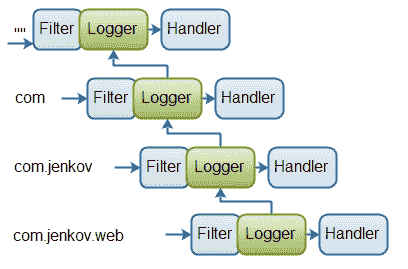 "" Filter Logger Handler
com Filter Logger Handler
com.jenkov Filter Logger Handler
com.jenkov.web Filter Logger Handler